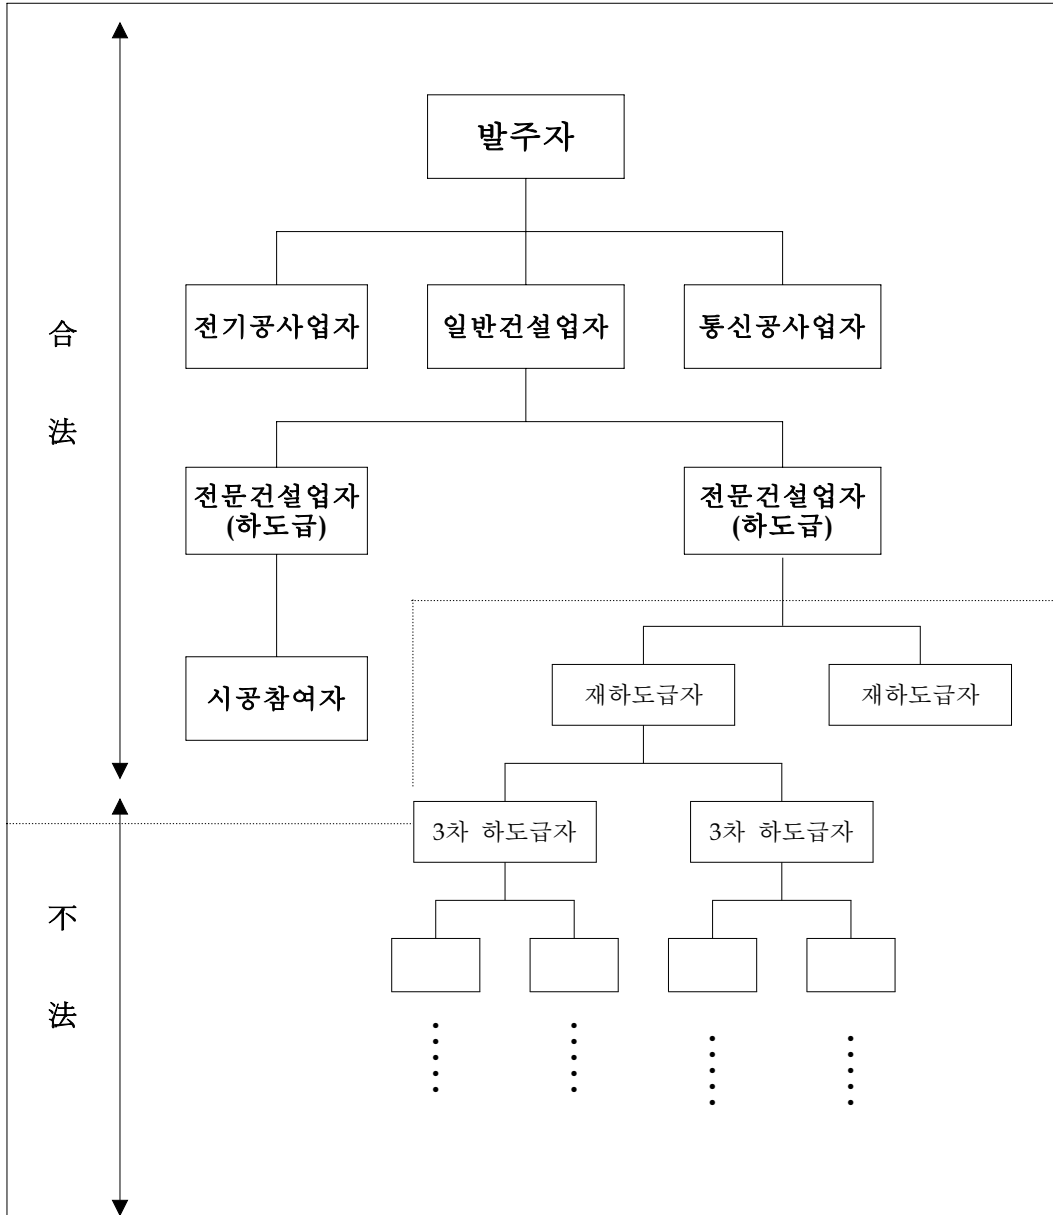 발주자
전기공사업자
일반건설업자
통신공사업자
合
法
전문건설업자
(하도급)
전문건설업자
(하도급)
시공참여자
재하도급자
재하도급자
3차 하도급자
3차 하도급자
不
法